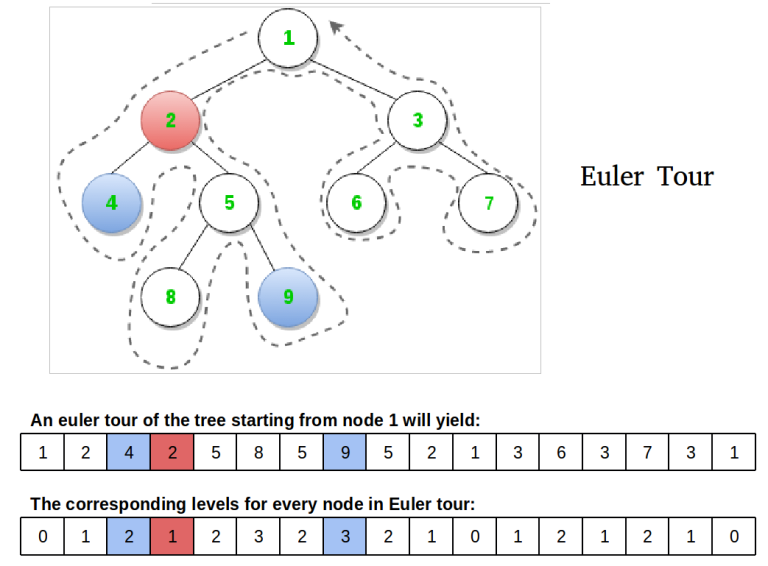 1
2 3
Euler Tour
4 5 6 7
8 9
An euler tour of the tree starting from node 1 will yield:
1 2 4 2 5 8 5 9 5 2 1 3 6 3 7 3 1
The corresponding levels for every node in Euler tour:
0 1 2 1 2 3 2 3 2 1 0 1 2 1 2 1 0